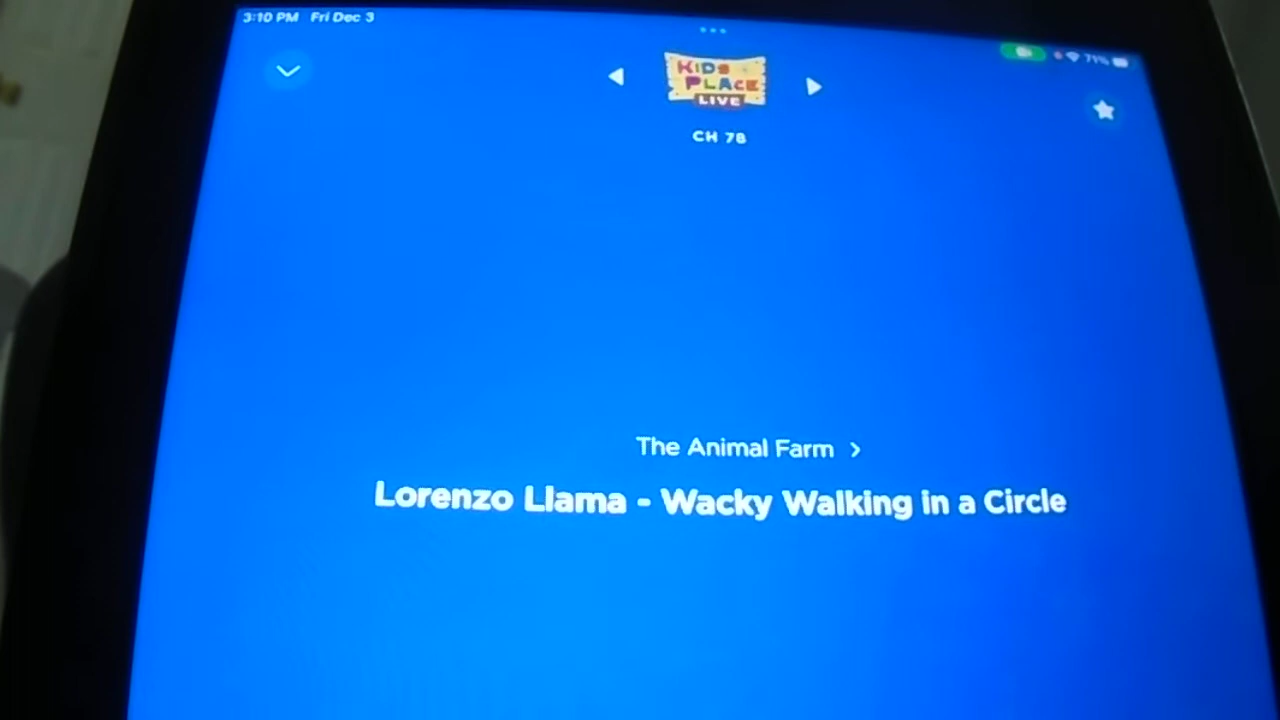 3:10 PM Fri Dec 3
71%
KIDS
PLACE
LIVE
CH 78
The Animal Farm >
Lorenzo Llama - Wacky Walking in a Circle